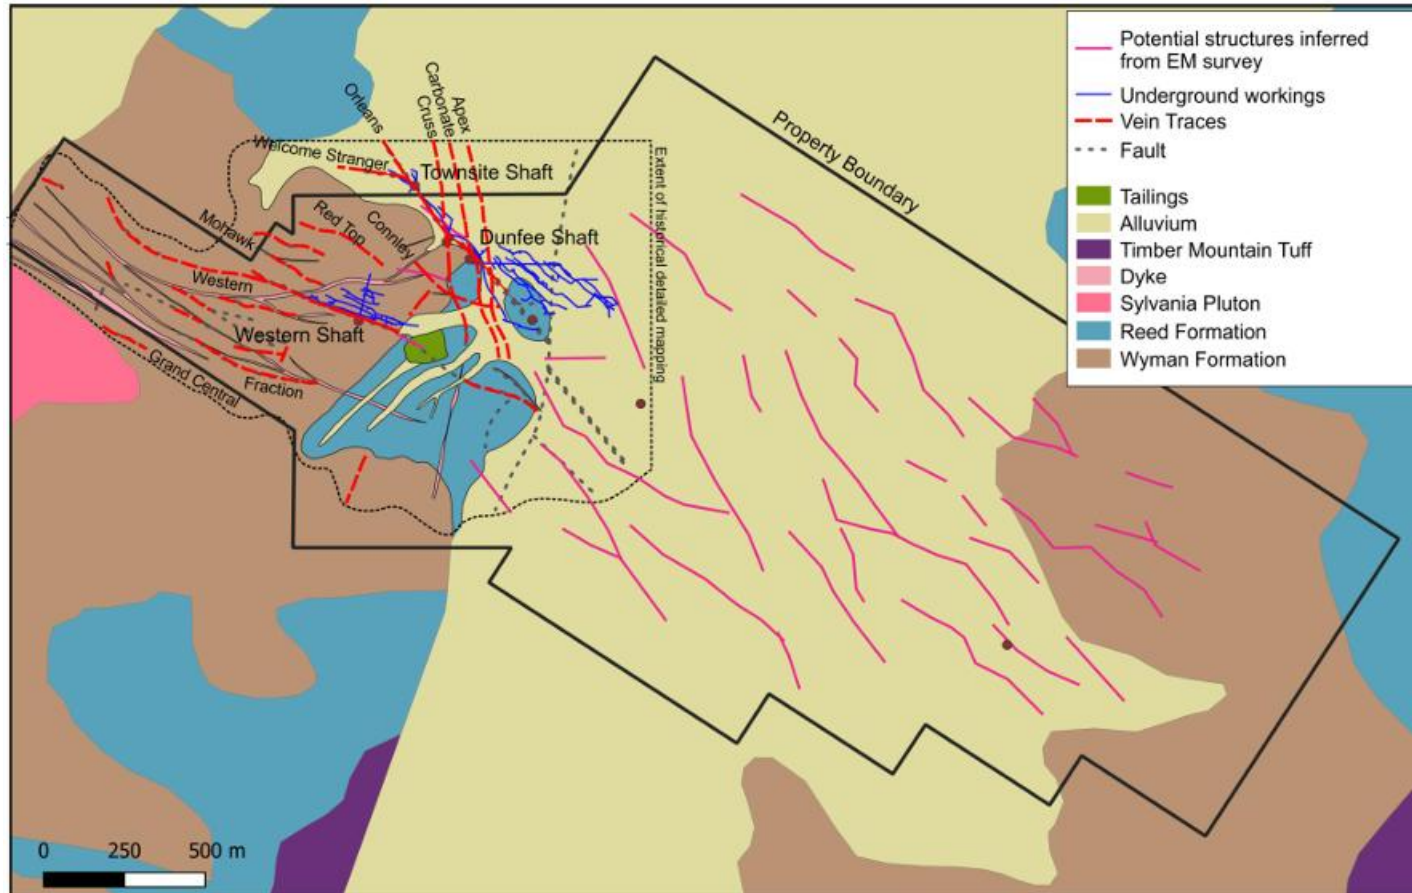 Potential structures inferred
from EM survey
Underground workings
Vein Traces
Fault
Tailings
Alluvium
Timber Mountain Tuff
Dyke
Sylvania Pluton
Reed Formation
Wyman Formation
Property Boundary
Extent of historical detailed mapping
Orleans
Cruss
Carbonate
Apex
Welcome Stranger
Townsite Shaft
Mohawk
Red Top
Connley
Dunfee Shaft
Western
Western Shaft
Grand Central
Fraction
0 250 500 m